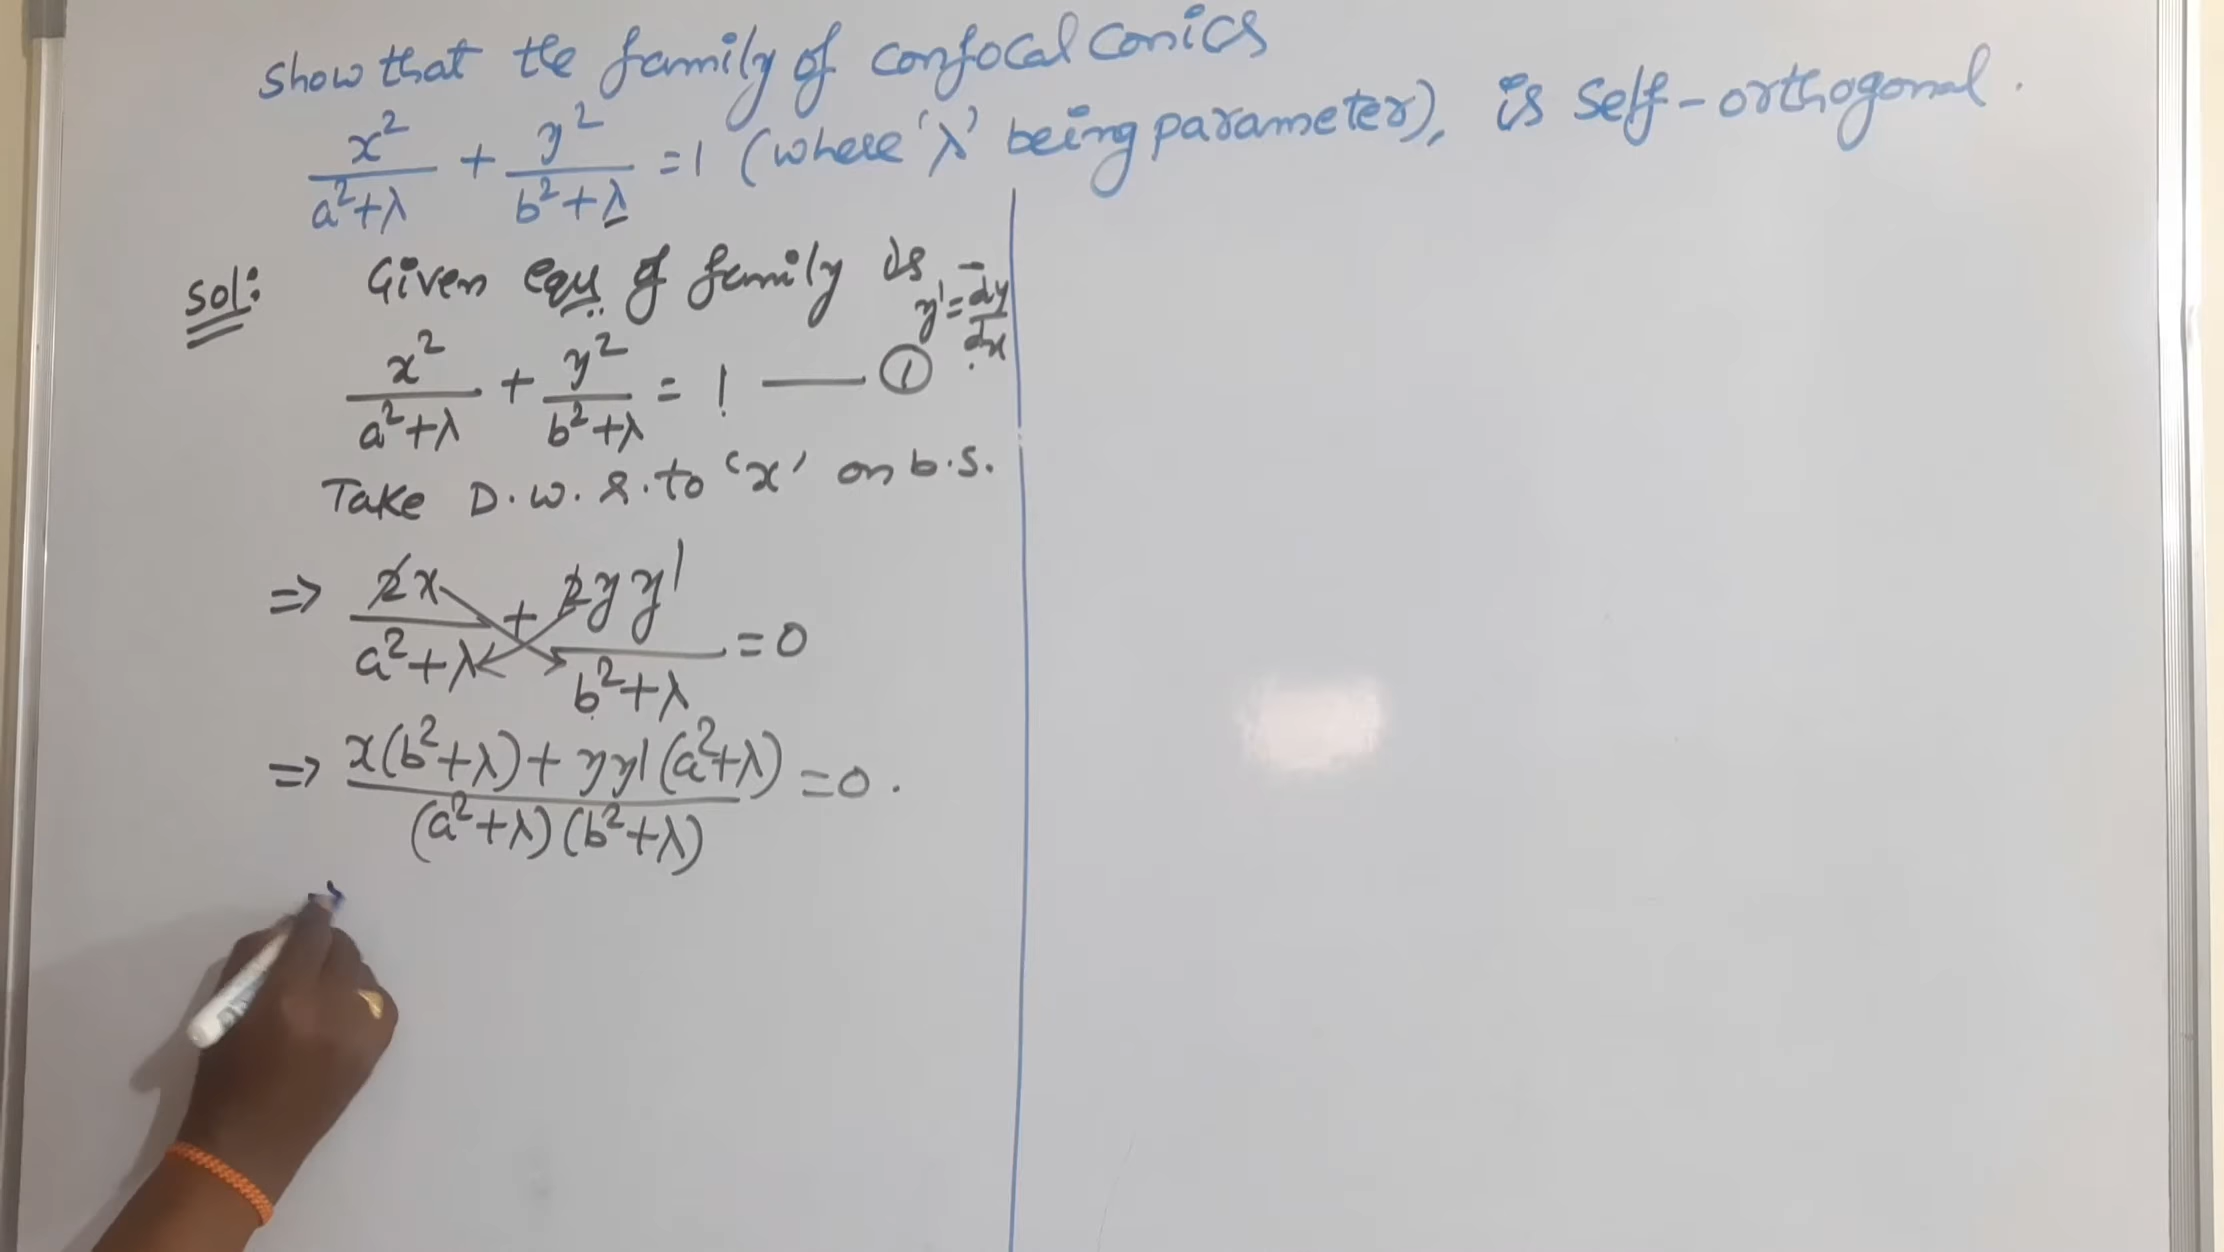 Show that the family of confocal conics
x²/(a²+λ) + y²/(b²+λ) = 1 (where 'λ' being parameter), is self-orthogonal.
Sol: Given equ of family is
y' = dy/dx
x²/(a²+λ) + y²/(b²+λ) = 1 —— ①
Take D.w.r.to 'x' on b.s.
⇒ 2x/(a²+λ) + 2yy'/(b²+λ) = 0
⇒ x(b²+λ) + yy'(a²+λ) / (a²+λ)(b²+λ) = 0.
⇒